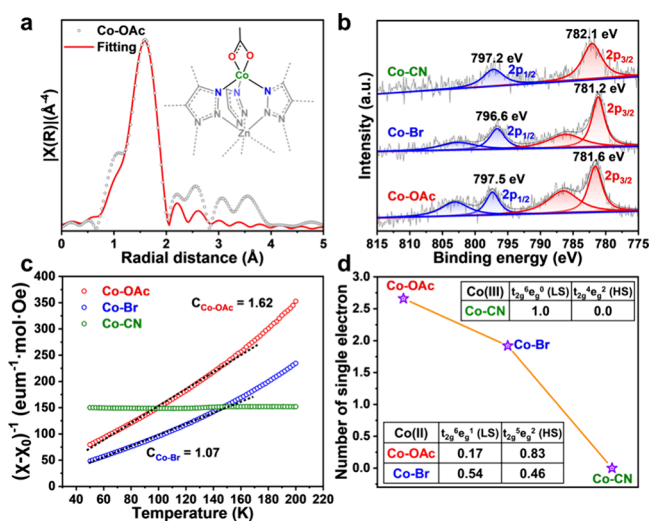 a
Co-OAc
Fitting
O
O
Co
N N N N N N
N N N
Zn
|X(R)|(Å-4)
0 1 2 3 4 5
Radial distance (Å)
b
Co-CN
797.2 eV
2p1/2
782.1 eV
2p3/2
Co-Br
796.6 eV
2p1/2
781.2 eV
2p3/2
Co-OAc
797.5 eV
2p1/2
781.6 eV
2p3/2
Intensity (a.u.)
815 805 795 785 775
Binding energy (eV)
c
Co-OAc
Co-Br
Co-CN
CCo-OAc = 1.62
CCo-Br = 1.07
(χ-χ0)-1 (eum-1·mol·Oe)
400
350
300
250
200
150
100
50
0
40 60 80 100 120 140 160 180 200 220
Temperature (K)
d
Co-OAc
Co-Br
Co-CN
Co(III) t2g6eg0 (LS) t2g4eg2 (HS)
Co-CN 1.0 0.0
Co(II) t2g6eg1 (LS) t2g5eg2 (HS)
Co-OAc 0.17 0.83
Co-Br 0.54 0.46
Number of single electron
3.0
2.5
2.0
1.5
1.0
0.5
0.0